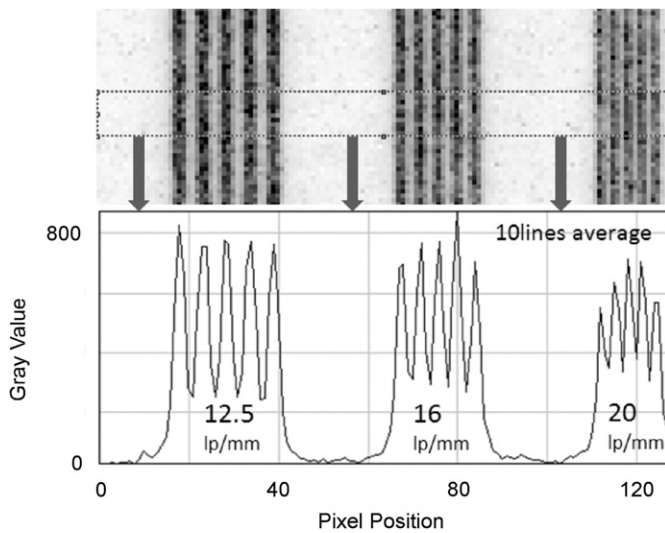 800
10lines average
Gray Value
12.5
lp/mm
16
lp/mm
20
lp/mm
0
0
40
80
120
Pixel Position